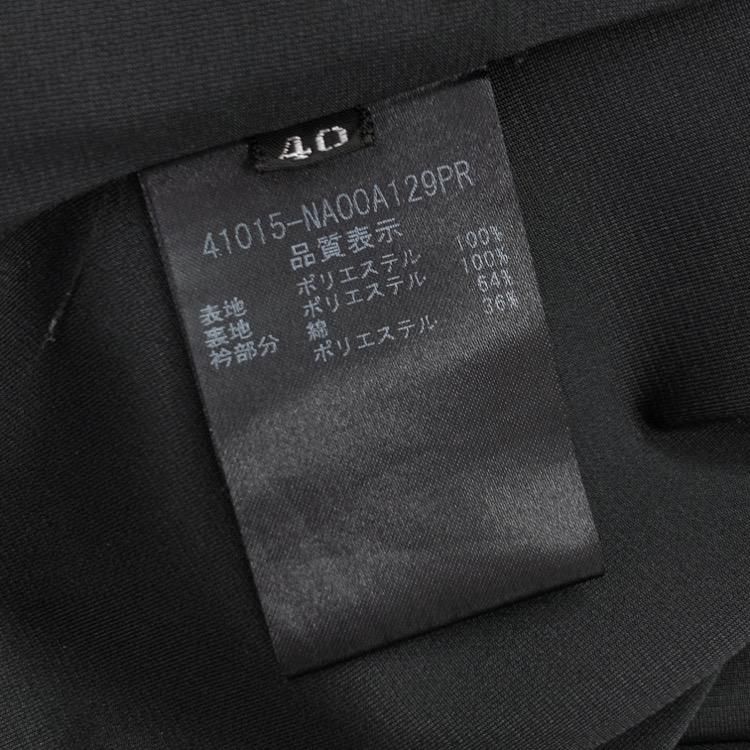 40
41015-NA00A129PR
品質表示
表地 ポリエステル 100%
裏地 ポリエステル 100%
衿部分 綿 64%
ポリエステル 36%